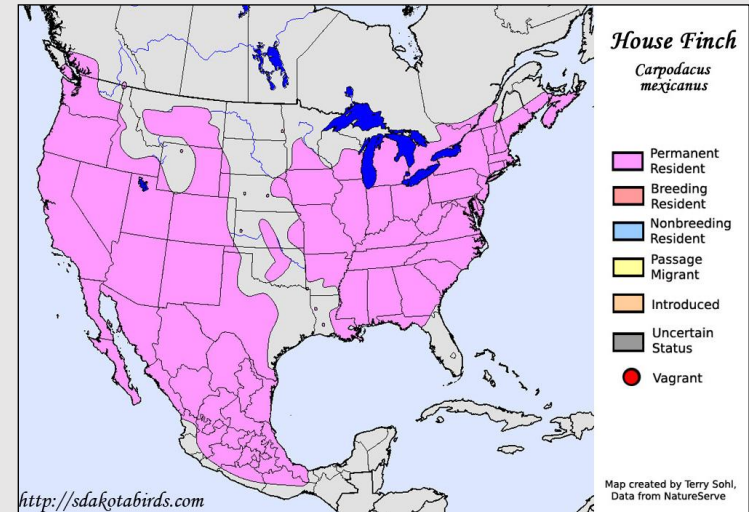 House Finch
Carpodacus
mexicanus
Permanent
Resident
Breeding
Resident
Nonbreeding
Resident
Passage
Migrant
Introduced
Uncertain
Status
Vagrant
Map created by Terry Sohl,
Data from NatureServe
http://sdakotabirds.com